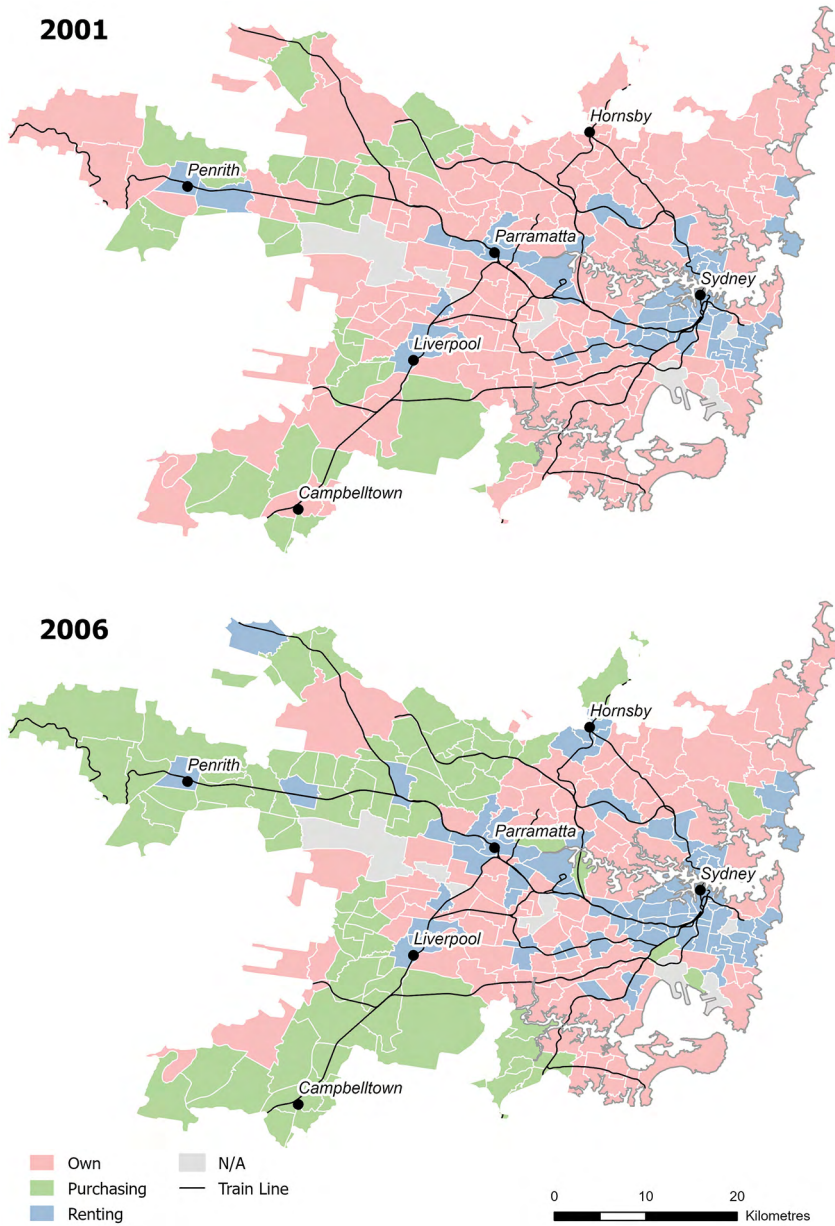 2001
Hornsby
Penrith
Parramatta
Sydney
Liverpool
Campbelltown
2006
Hornsby
Penrith
Parramatta
Sydney
Liverpool
Campbelltown
Own
N/A
Purchasing
Train Line
Renting
0 10 20
Kilometres